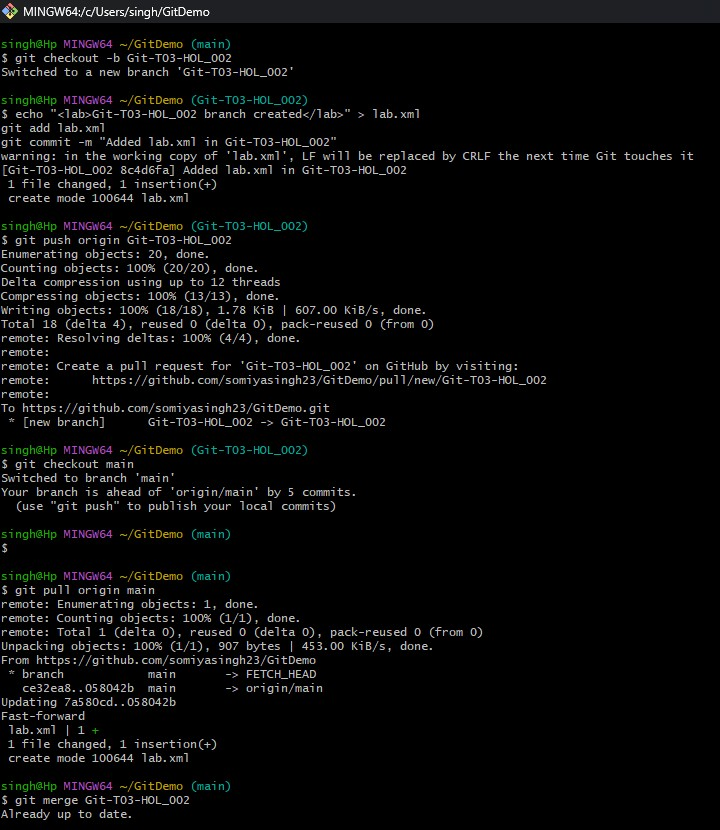 MINGW64:/c/Users/singh/GitDemo
singh@Hp MINGW64 ~/GitDemo (main)
$ git checkout -b Git-T03-HOL_002
Switched to a new branch 'Git-T03-HOL_002'
singh@Hp MINGW64 ~/GitDemo (Git-T03-HOL_002)
$ echo "<lab>Git-T03-HOL_002 branch created</lab>" > lab.xml
git add lab.xml
git commit -m "Added lab.xml in Git-T03-HOL_002"
warning: in the working copy of 'lab.xml', LF will be replaced by CRLF the next time Git touches it
[Git-T03-HOL_002 8c4d6fa] Added lab.xml in Git-T03-HOL_002
 1 file changed, 1 insertion(+)
 create mode 100644 lab.xml
singh@Hp MINGW64 ~/GitDemo (Git-T03-HOL_002)
$ git push origin Git-T03-HOL_002
Enumerating objects: 20, done.
Counting objects: 100% (20/20), done.
Delta compression using up to 12 threads
Compressing objects: 100% (13/13), done.
Writing objects: 100% (18/18), 1.78 KiB | 607.00 KiB/s, done.
Total 18 (delta 4), reused 0 (delta 0), pack-reused 0 (from 0)
remote: Resolving deltas: 100% (4/4), done.
remote:
remote: Create a pull request for 'Git-T03-HOL_002' on GitHub by visiting:
remote:      https://github.com/somiyasingh23/GitDemo/pull/new/Git-T03-HOL_002
remote:
To https://github.com/somiyasingh23/GitDemo.git
 * [new branch]      Git-T03-HOL_002 -> Git-T03-HOL_002
singh@Hp MINGW64 ~/GitDemo (Git-T03-HOL_002)
$ git checkout main
Switched to branch 'main'
Your branch is ahead of 'origin/main' by 5 commits.
  (use "git push" to publish your local commits)
singh@Hp MINGW64 ~/GitDemo (main)
$
singh@Hp MINGW64 ~/GitDemo (main)
$ git pull origin main
remote: Enumerating objects: 1, done.
remote: Counting objects: 100% (1/1), done.
remote: Total 1 (delta 0), reused 0 (delta 0), pack-reused 0 (from 0)
Unpacking objects: 100% (1/1), 907 bytes | 453.00 KiB/s, done.
From https://github.com/somiyasingh23/GitDemo
 * branch            main       -> FETCH_HEAD
   ce32ea8..058042b  main       -> origin/main
Updating 7a580cd..058042b
Fast-forward
 lab.xml | 1 +
 1 file changed, 1 insertion(+)
 create mode 100644 lab.xml
singh@Hp MINGW64 ~/GitDemo (main)
$ git merge Git-T03-HOL_002
Already up to date.